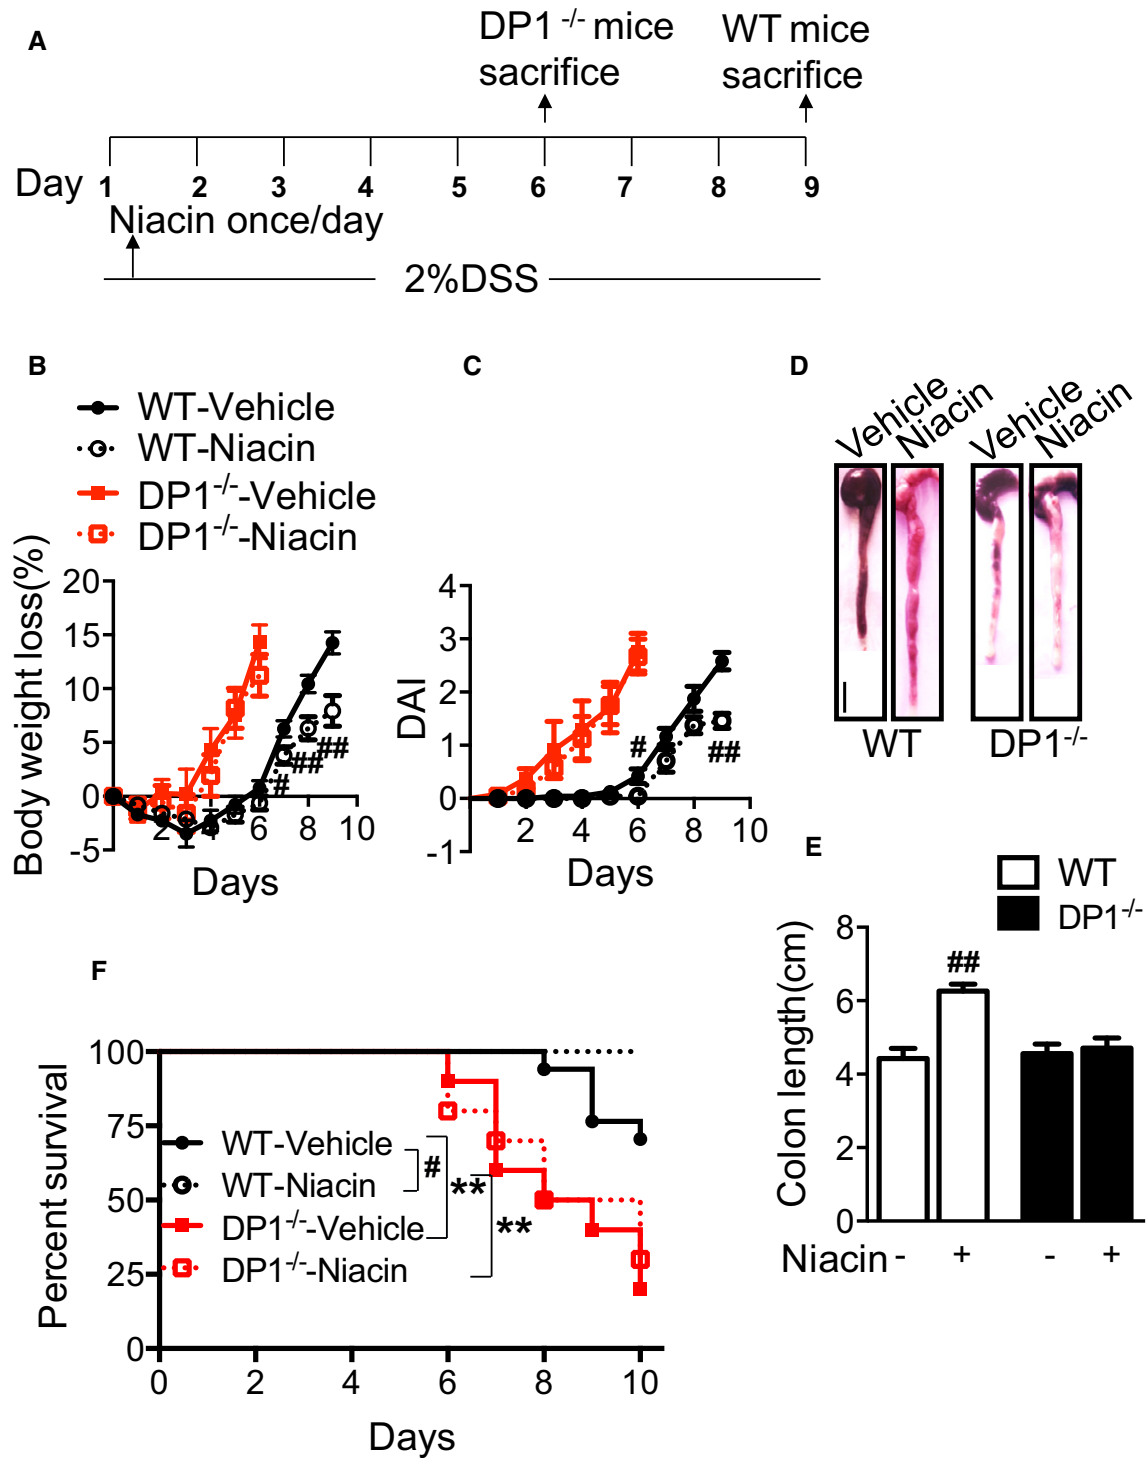 A
DP1 -/- mice
sacrifice
WT mice
sacrifice
Day 1 2 3 4 5 6 7 8 9
Niacin once/day
2%DSS
B
WT-Vehicle
WT-Niacin
DP1-/--Vehicle
DP1-/--Niacin
Body weight loss(%)
20
15
10
5
0
-5
2 4 6 8 10
# ## ##
Days
C
DAI
4
3
2
1
0
-1
2 4 6 8 10
# ##
Days
D
Vehicle Niacin Vehicle Niacin
WT DP1-/-
E
WT
DP1-/-
Colon length(cm)
8
6
4
2
0
##
Niacin - + - +
F
Percent survival
100
75
50
25
0
WT-Vehicle
WT-Niacin
DP1-/--Vehicle
DP1-/--Niacin
# ** **
0 2 4 6 8 10
Days